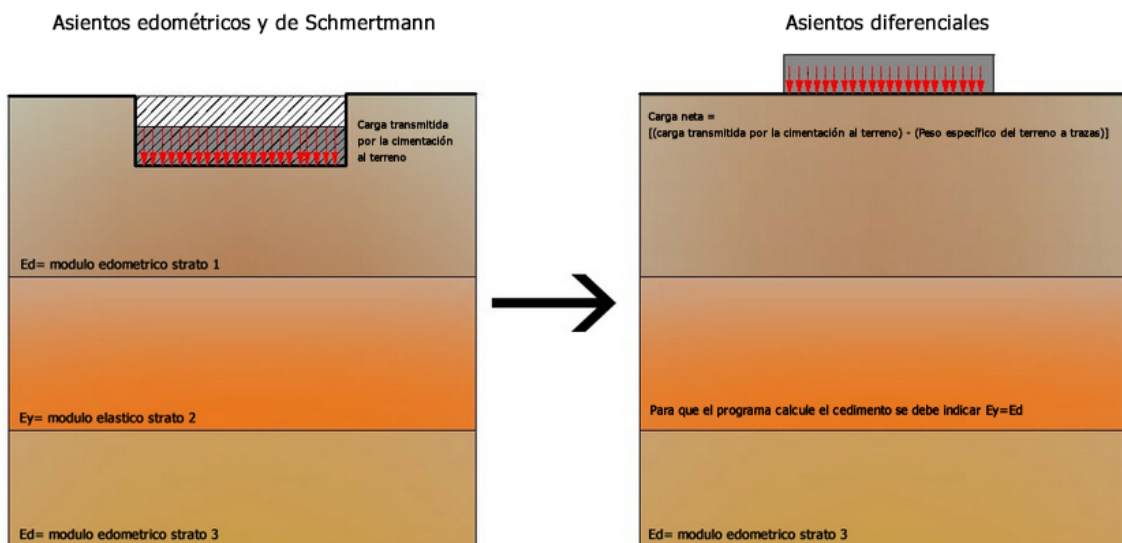 Asientos edométricos y de Schmertmann
Carga transmitida
por la cimentación
al terreno
Ed= modulo edometrico strato 1
Ey= modulo elastico strato 2
Ed= modulo edometrico strato 3
Asientos diferenciales
Carga neta =
[(carga transmitida por la cimentación al terreno) - (Peso específico del terreno a trazas)]
Para que el programa calcule el cedimento se debe indicar Ey=Ed
Ed= modulo edometrico strato 3